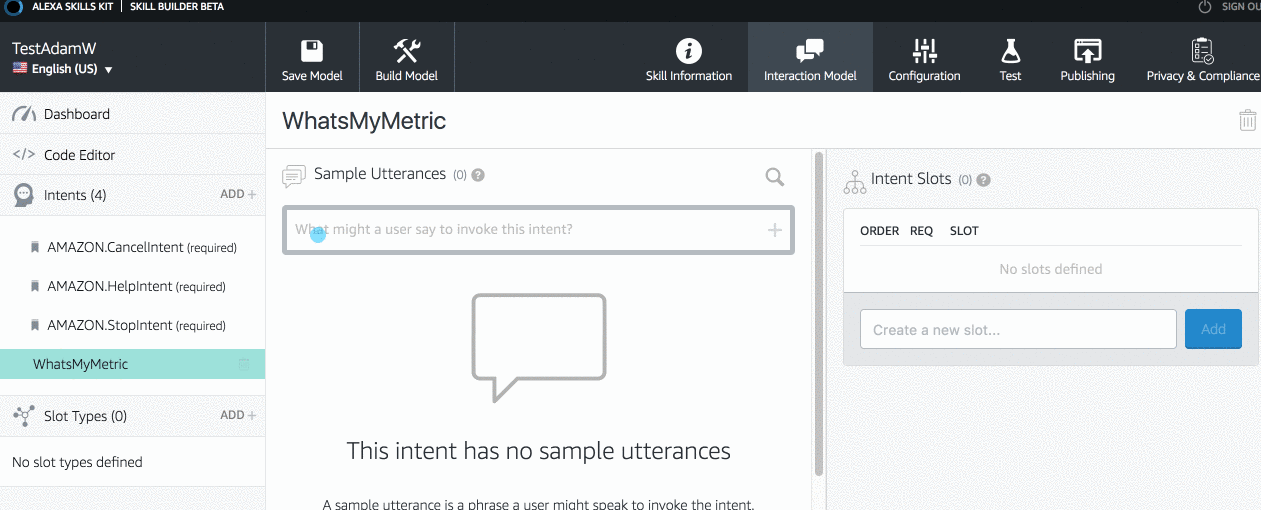 ALEXA SKILLS KIT | SKILL BUILDER BETA
SIGN OU
TestAdamW
English (US)
Save Model
Build Model
Skill Information
Interaction Model
Configuration
Test
Publishing
Privacy & Compliance
Dashboard
</> Code Editor
Intents (4) ADD +
AMAZON.CancelIntent (required)
AMAZON.HelpIntent (required)
AMAZON.StopIntent (required)
WhatsMyMetric
Slot Types (0) ADD +
No slot types defined
WhatsMyMetric
Sample Utterances (0) ?
What might a user say to invoke this intent? +
This intent has no sample utterances
A sample utterance is a phrase a user might speak to invoke the intent.
Intent Slots (0) ?
ORDER REQ SLOT
No slots defined
Create a new slot... Add